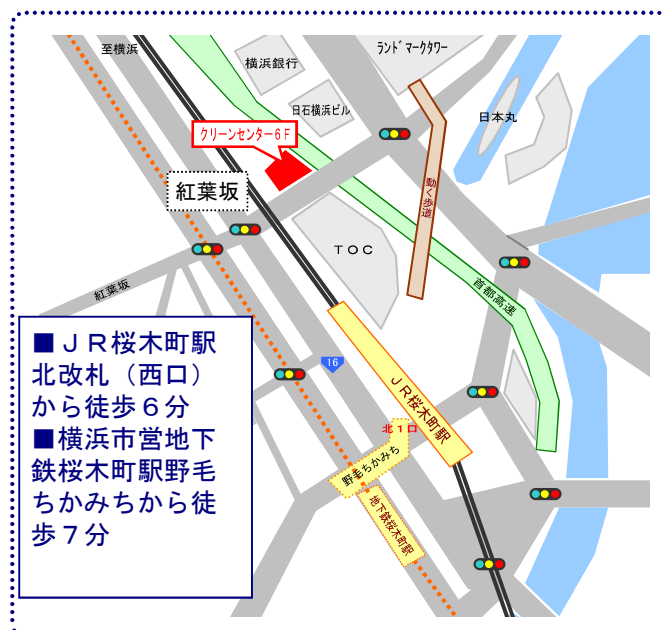 至横浜
横浜銀行
ランドマークタワー
日石横浜ビル
日本丸
クリーンセンター6F
動く歩道
紅葉坂
TOC
紅葉坂
首都高速
16
■JR桜木町駅
北改札(西口)
から徒歩6分
■横浜市営地下
鉄桜木町駅野毛
ちかみちから徒
歩7分
JR桜木町駅
北1口
野毛ちかみち
地下鉄桜木町駅